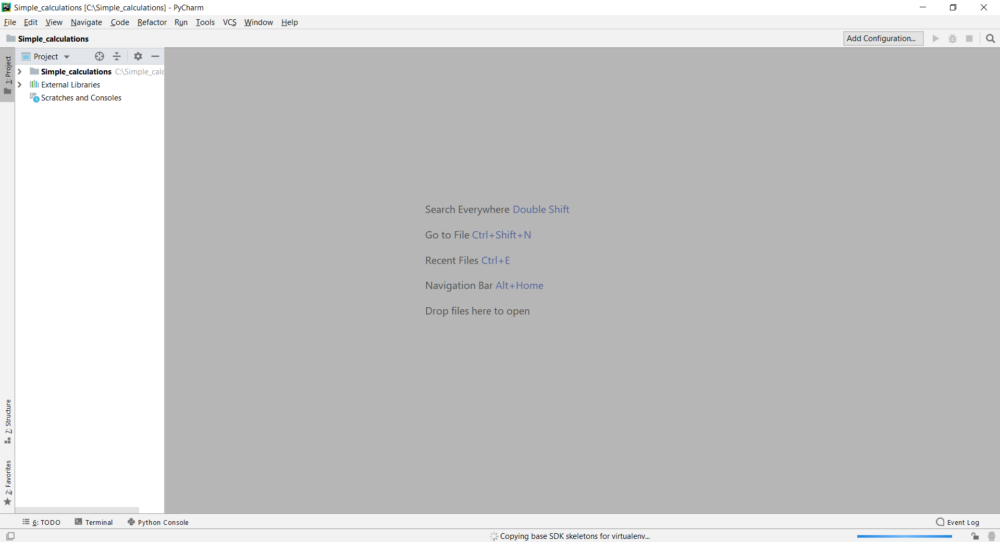 Simple_calculations [C:\Simple_calculations] - PyCharm
File Edit View Navigate Code Refactor Run Tools VCS Window Help
Simple_calculations
Add Configuration...
1: Project
Project
Simple_calculations C:\Simple_calc
External Libraries
Scratches and Consoles
Search Everywhere Double Shift
Go to File Ctrl+Shift+N
Recent Files Ctrl+E
Navigation Bar Alt+Home
Drop files here to open
7: Structure
2: Favorites
6: TODO Terminal Python Console Event Log
Copying base SDK skeletons for virtualenv...